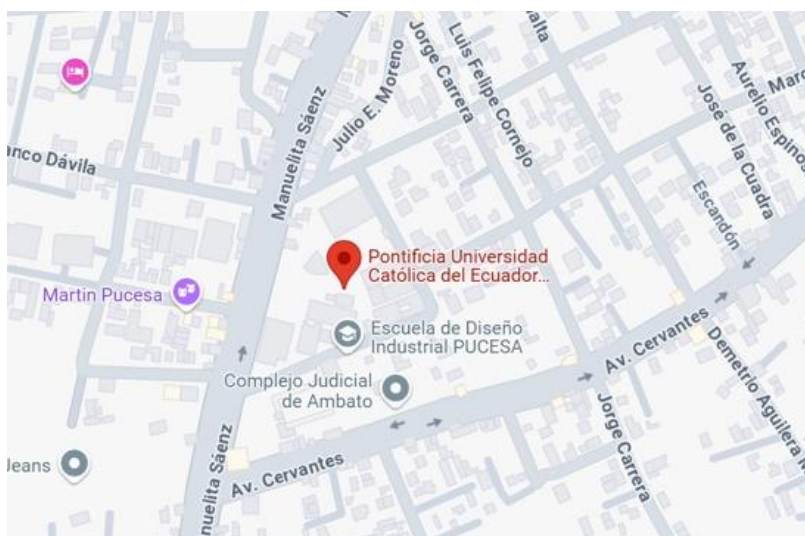 Jorge Carrera
Luis Felipe Cornejo
Aurelio Espinos
José de la Cuadra
Julio E. Moreno
Manuelita Sáenz
anco Dávila
Escandón
Pontificia Universidad
Católica del Ecuador...
Martin Pucesa
Escuela de Diseño
Industrial PUCESA
Av. Cervantes
Demetrio Aguilera
Complejo Judicial
de Ambato
Jorge Carrera
Jeans
Av. Cervantes
nuelita Sáenz